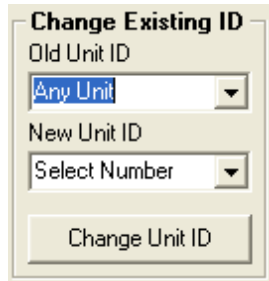 Change Existing ID
Old Unit ID
Any Unit
New Unit ID
Select Number
Change Unit ID